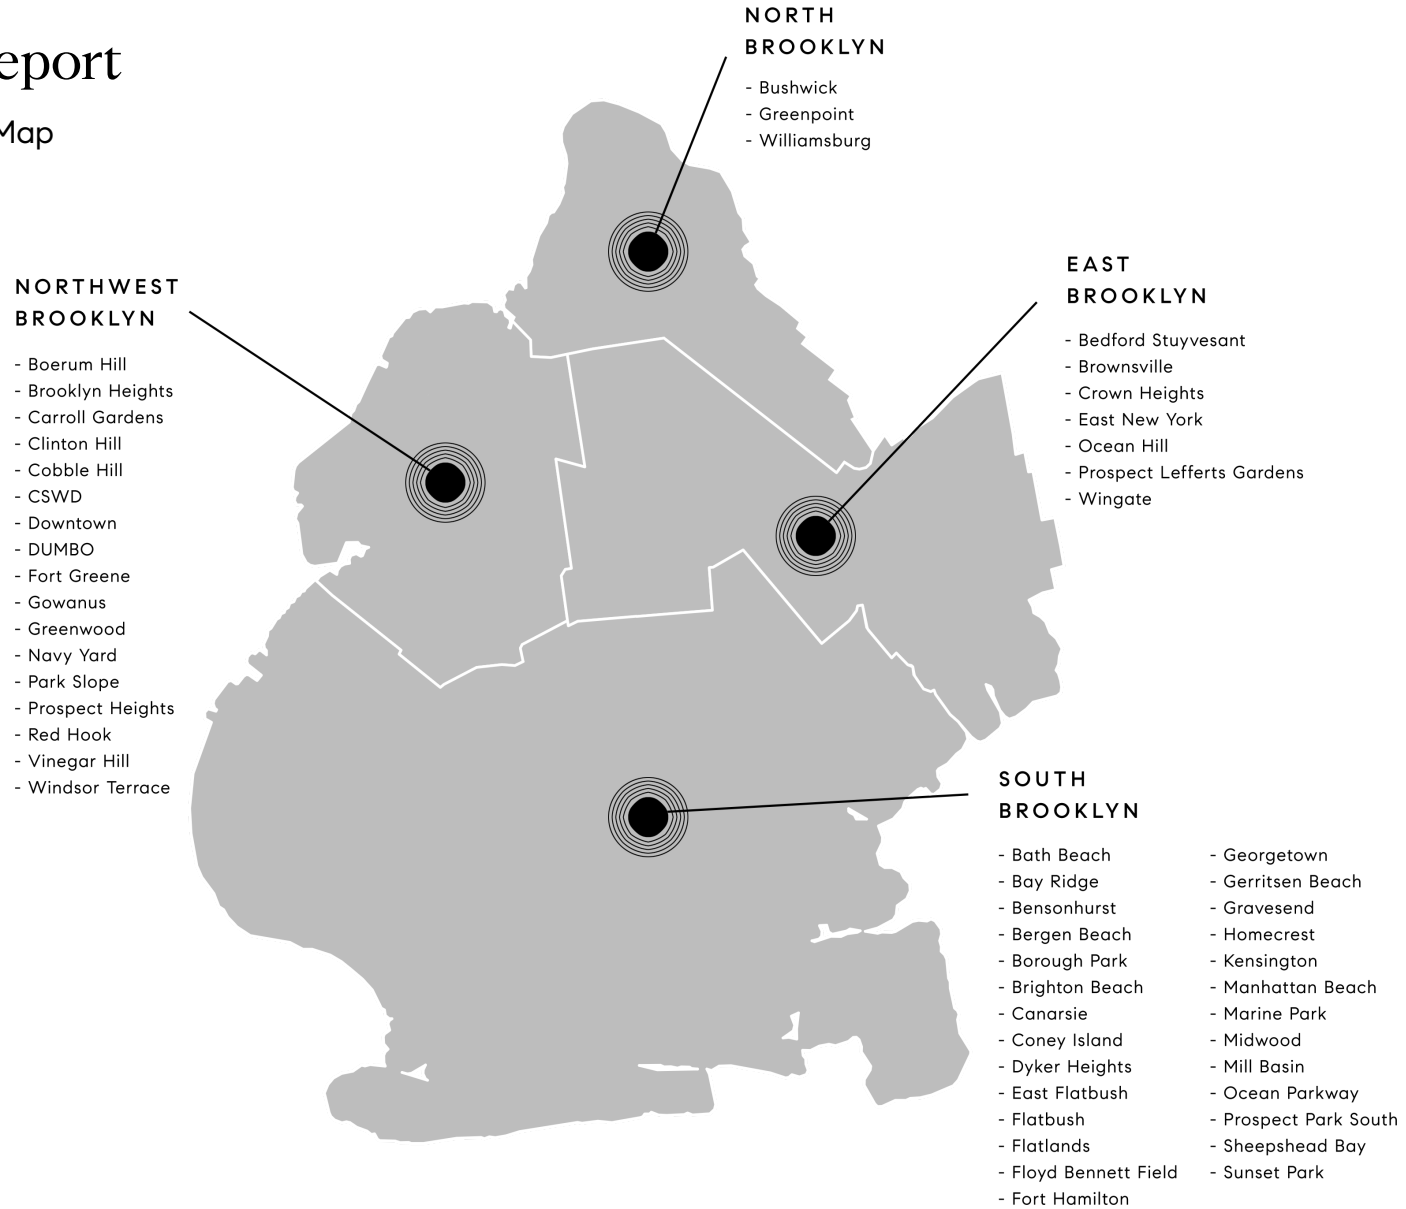 eport
Map
NORTH
BROOKLYN
- Bushwick
- Greenpoint
- Williamsburg
NORTHWEST
BROOKLYN
- Boerum Hill
- Brooklyn Heights
- Carroll Gardens
- Clinton Hill
- Cobble Hill
- CSWD
- Downtown
- DUMBO
- Fort Greene
- Gowanus
- Greenwood
- Navy Yard
- Park Slope
- Prospect Heights
- Red Hook
- Vinegar Hill
- Windsor Terrace
EAST
BROOKLYN
- Bedford Stuyvesant
- Brownsville
- Crown Heights
- East New York
- Ocean Hill
- Prospect Lefferts Gardens
- Wingate
SOUTH
BROOKLYN
- Bath Beach
- Bay Ridge
- Bensonhurst
- Bergen Beach
- Borough Park
- Brighton Beach
- Canarsie
- Coney Island
- Dyker Heights
- East Flatbush
- Flatbush
- Flatlands
- Floyd Bennett Field
- Fort Hamilton
- Georgetown
- Gerritsen Beach
- Gravesend
- Homecrest
- Kensington
- Manhattan Beach
- Marine Park
- Midwood
- Mill Basin
- Ocean Parkway
- Prospect Park South
- Sheepshead Bay
- Sunset Park